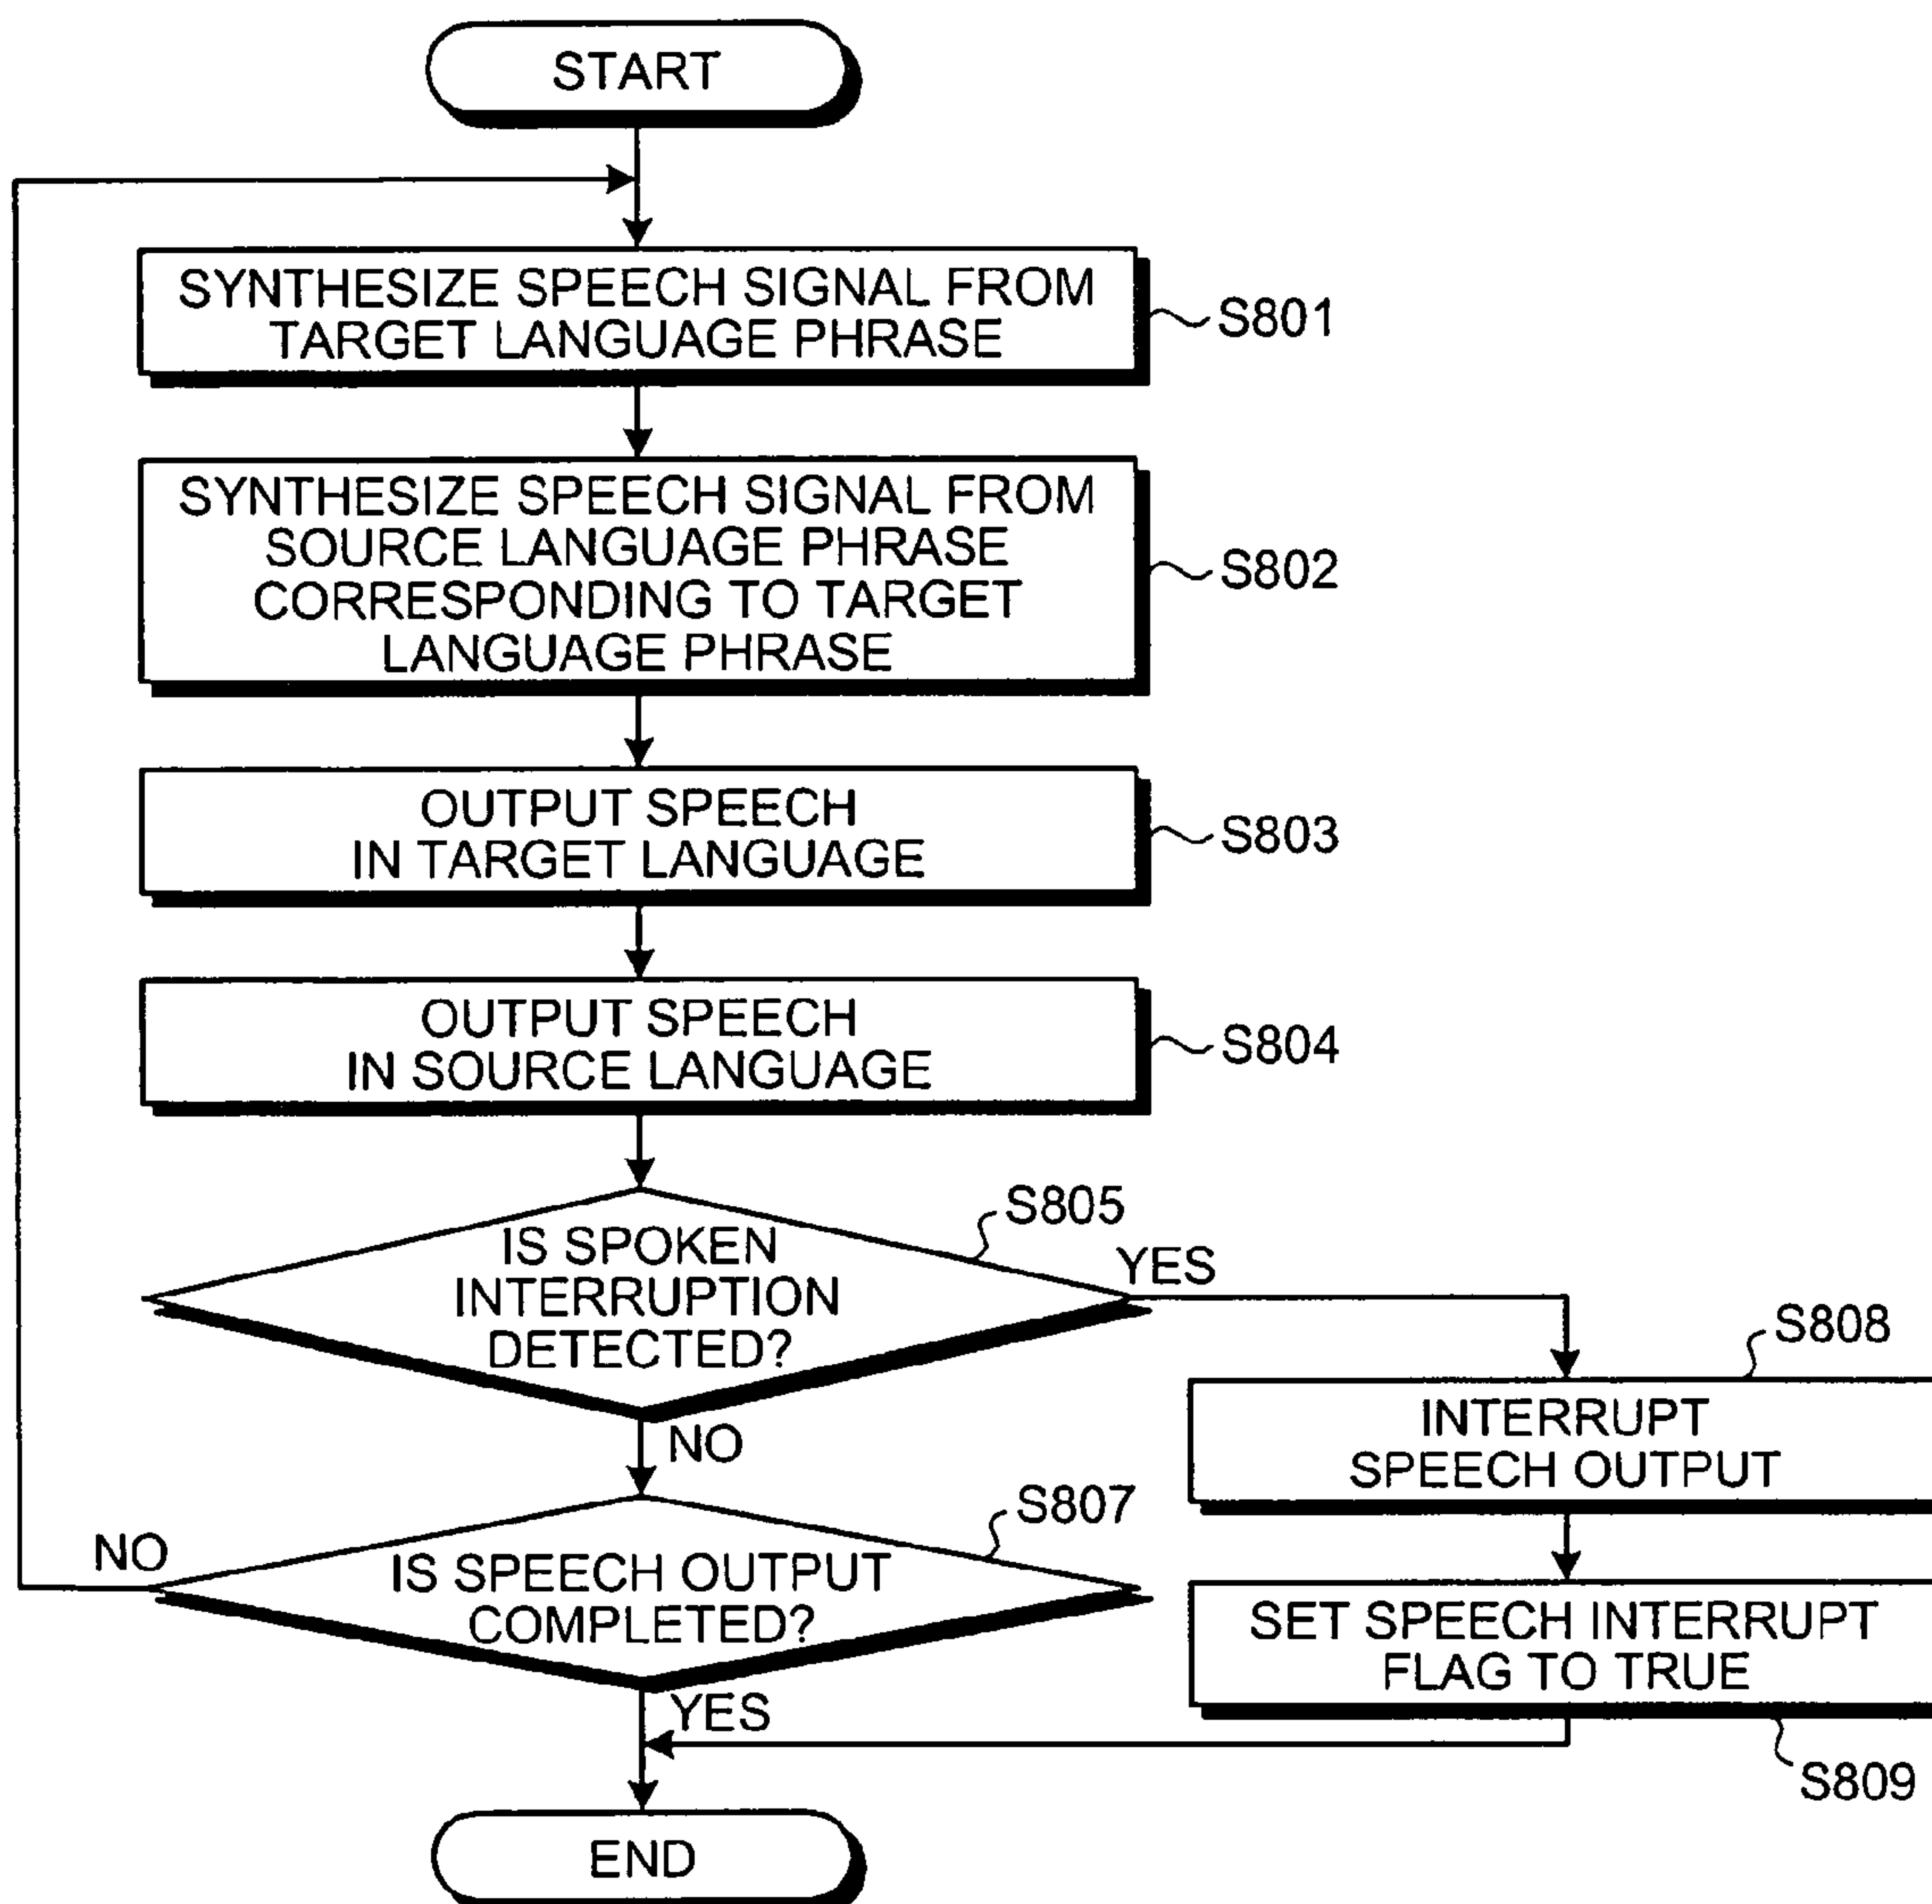 START
SYNTHESIZE SPEECH SIGNAL FROM
TARGET LANGUAGE PHRASE
S801
SYNTHESIZE SPEECH SIGNAL FROM
SOURCE LANGUAGE PHRASE
CORRESPONDING TO TARGET
LANGUAGE PHRASE
S802
OUTPUT SPEECH
IN TARGET LANGUAGE
S803
OUTPUT SPEECH
IN SOURCE LANGUAGE
S804
IS SPOKEN
INTERRUPTION
DETECTED?
S805
YES
NO
S808
INTERRUPT
SPEECH OUTPUT
IS SPEECH OUTPUT
COMPLETED?
S807
NO
YES
SET SPEECH INTERRUPT
FLAG TO TRUE
S809
END